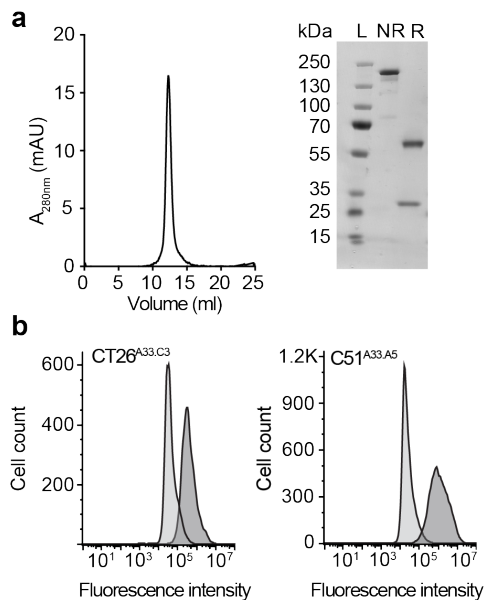 a
20
15
10
5
0
A280nm (mAU)
0 5 10 15 20 25
Volume (ml)
kDa L NR R
250
130
100
70
55
35
25
15
b
CT26A33.C3
600
400
200
Cell count
10¹ 10³ 10⁵ 10⁷
Fluorescence intensity
C51A33.A5
1.2K
900
600
300
0
Cell count
10¹ 10³ 10⁵ 10⁷
Fluorescence intensity